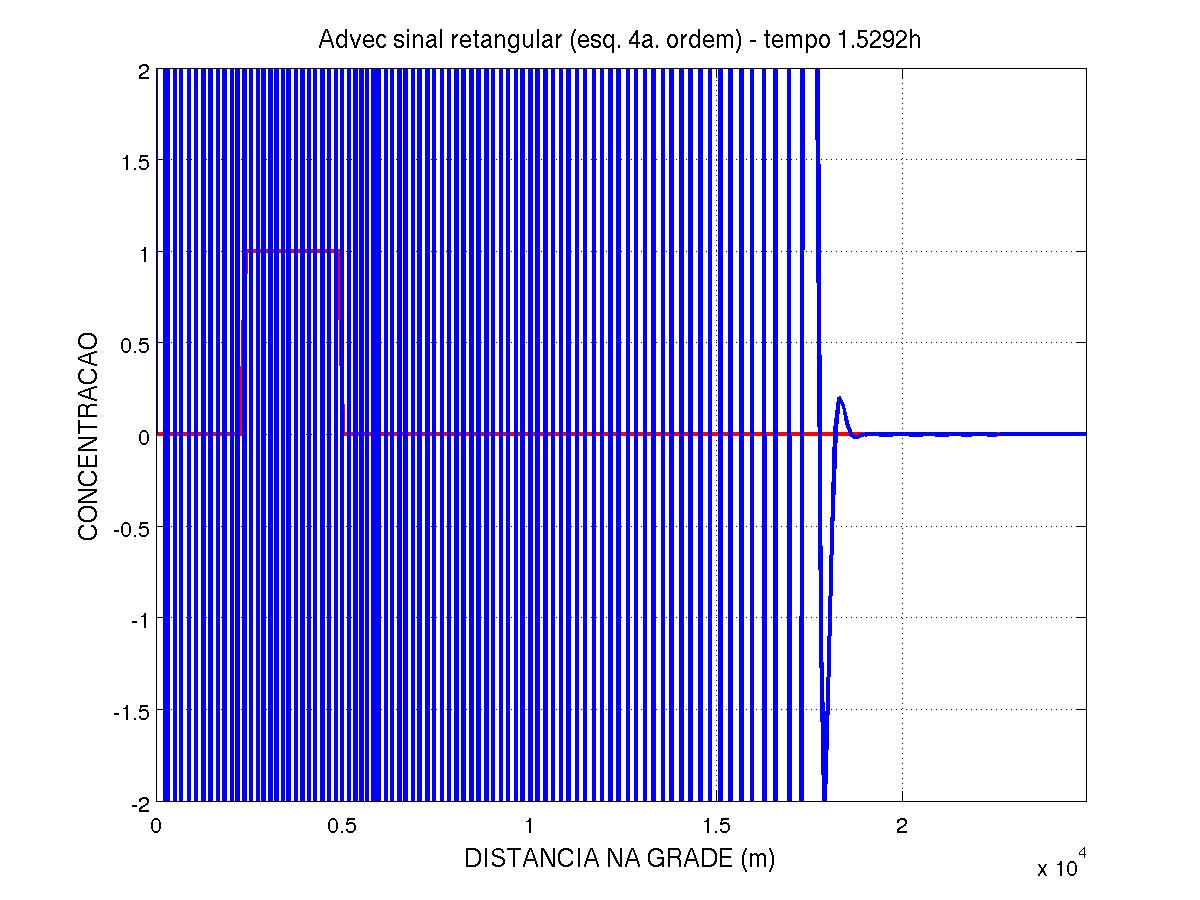 Advec sinal retangular (esq. 4a. ordem) - tempo 1.5292h
2
1.5
1
0.5
0
-0.5
-1
-1.5
-2
CONCENTRACAO
0 0.5 1 1.5 2
DISTANCIA NA GRADE (m)
x 10^4